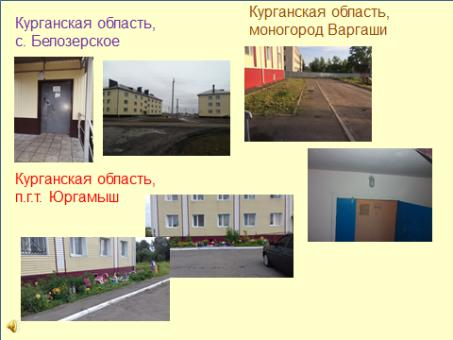 Курганская область,
с. Белозерское
Курганская область,
моногород Варгаши
Курганская область,
п.г.т. Юргамыш